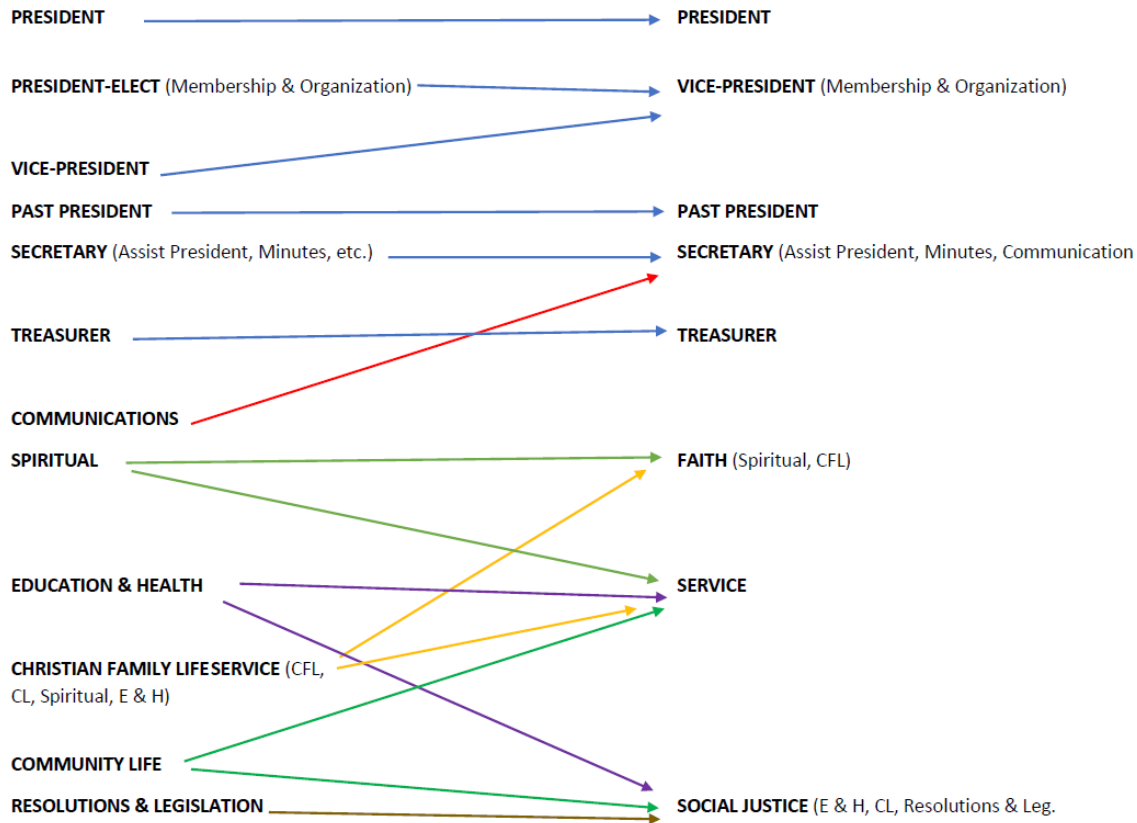 PRESIDENT PRESIDENT
PRESIDENT-ELECT (Membership & Organization) VICE-PRESIDENT (Membership & Organization)
VICE-PRESIDENT
PAST PRESIDENT PAST PRESIDENT
SECRETARY (Assist President, Minutes, etc.) SECRETARY (Assist President, Minutes, Communication
TREASURER TREASURER
COMMUNICATIONS
SPIRITUAL FAITH (Spiritual, CFL)
EDUCATION & HEALTH SERVICE
CHRISTIAN FAMILY LIFESERVICE (CFL,
CL, Spiritual, E & H)
COMMUNITY LIFE
RESOLUTIONS & LEGISLATION SOCIAL JUSTICE (E & H, CL, Resolutions & Leg.